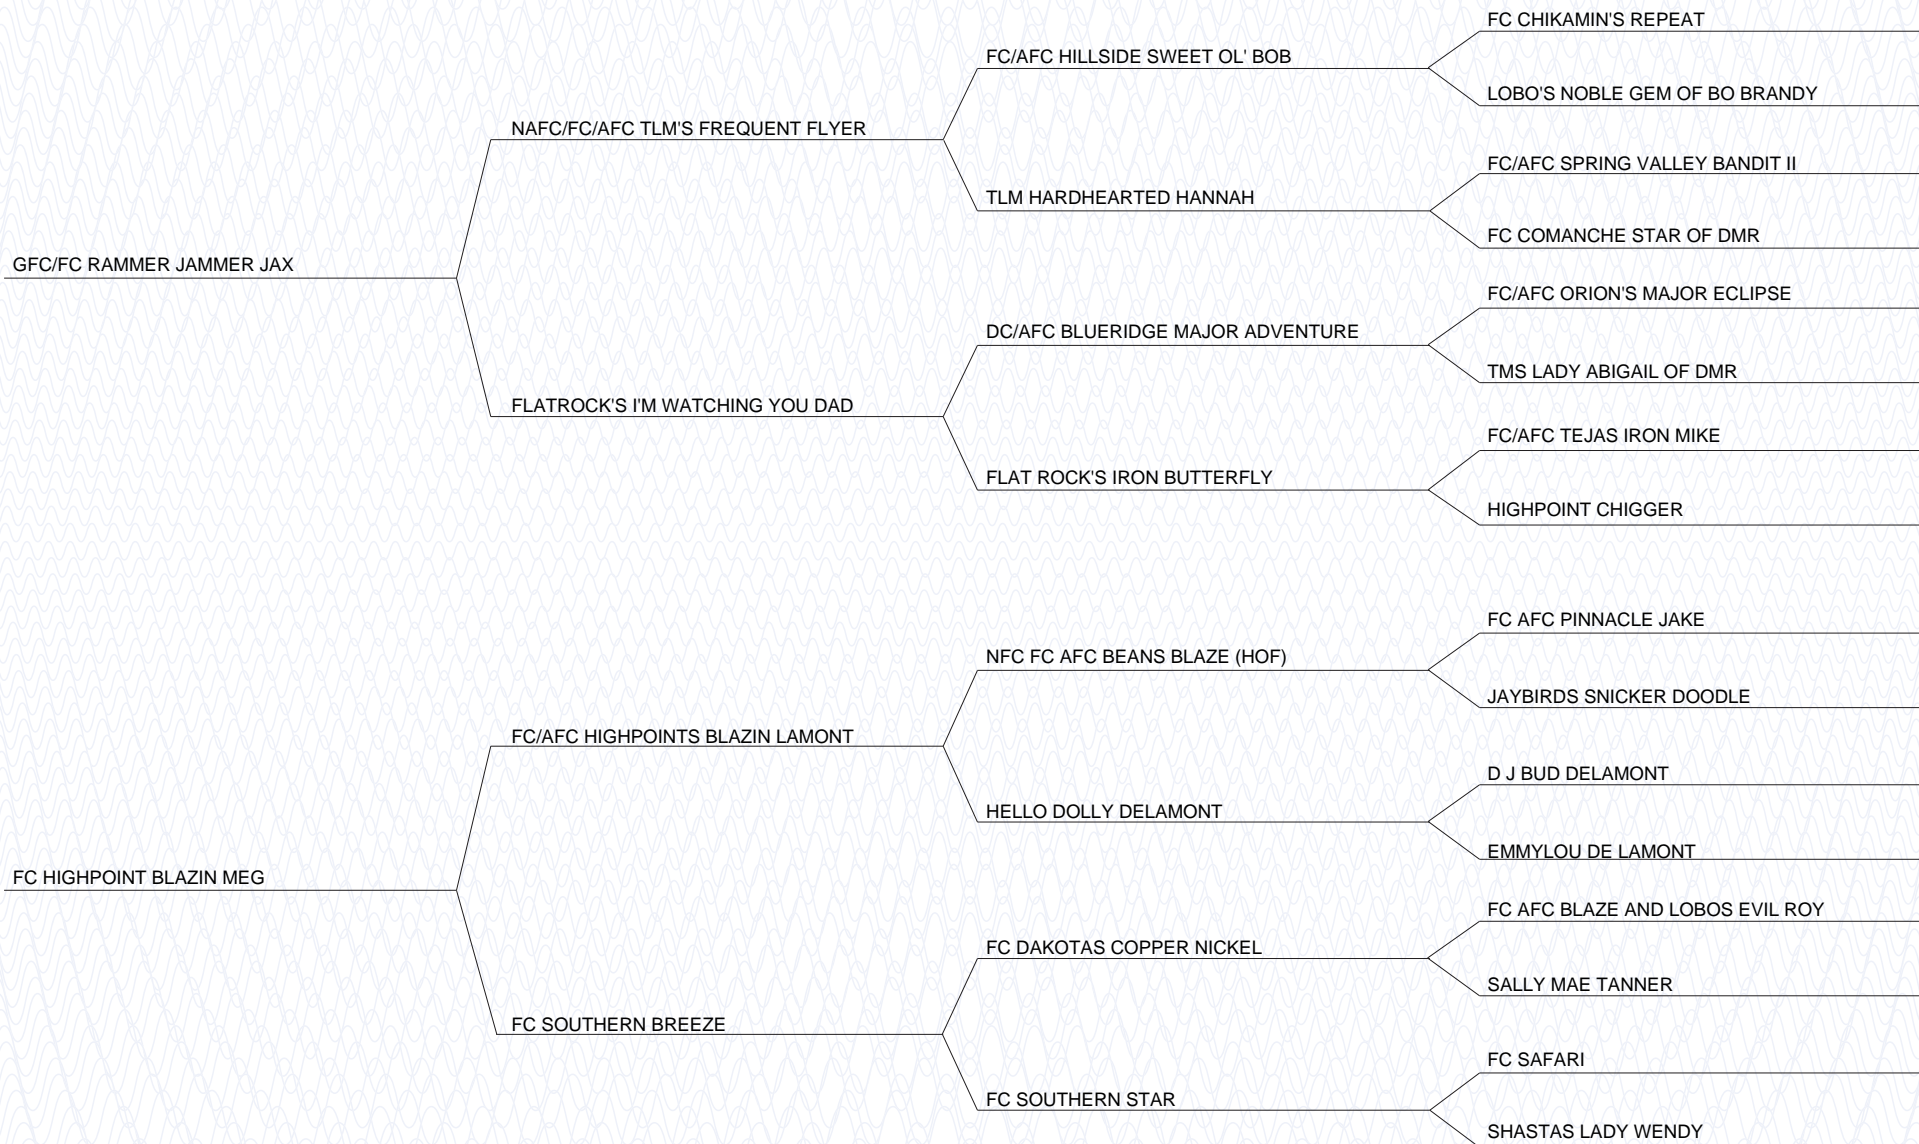 GFC/FC RAMMER JAMMER JAX
NAFC/FC/AFC TLM'S FREQUENT FLYER
FC/AFC HILLSIDE SWEET OL' BOB
FC CHIKAMIN'S REPEAT
LOBO'S NOBLE GEM OF BO BRANDY
TLM HARDHEARTED HANNAH
FC/AFC SPRING VALLEY BANDIT II
FC COMANCHE STAR OF DMR
FLATROCK'S I'M WATCHING YOU DAD
DC/AFC BLUERIDGE MAJOR ADVENTURE
FC/AFC ORION'S MAJOR ECLIPSE
TMS LADY ABIGAIL OF DMR
FLAT ROCK'S IRON BUTTERFLY
FC/AFC TEJAS IRON MIKE
HIGHPOINT CHIGGER
FC HIGHPOINT BLAZIN MEG
FC/AFC HIGHPOINTS BLAZIN LAMONT
NFC FC AFC BEANS BLAZE (HOF)
FC AFC PINNACLE JAKE
JAYBIRDS SNICKER DOODLE
HELLO DOLLY DELAMONT
D J BUD DELAMONT
EMMYLOU DE LAMONT
FC SOUTHERN BREEZE
FC DAKOTAS COPPER NICKEL
FC AFC BLAZE AND LOBOS EVIL ROY
SALLY MAE TANNER
FC SOUTHERN STAR
FC SAFARI
SHASTAS LADY WENDY